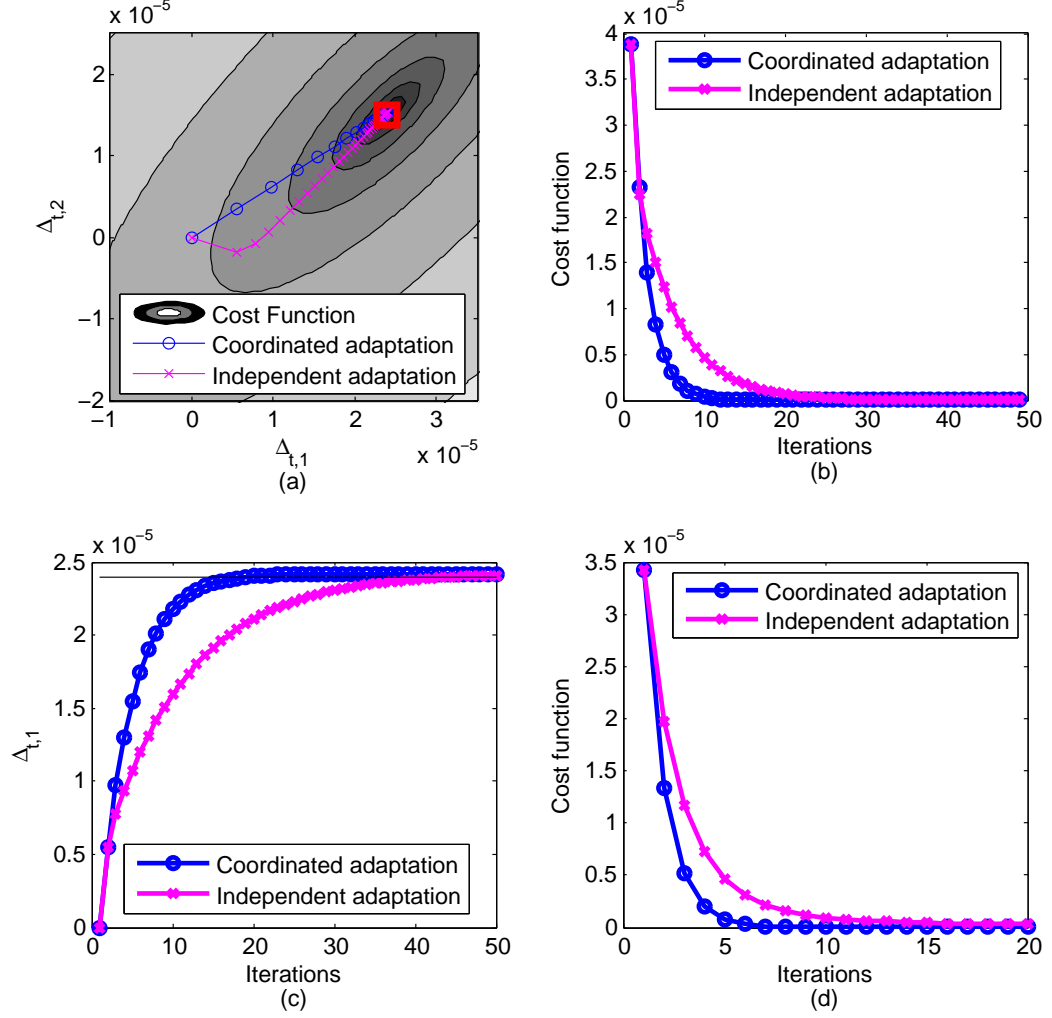 x 10⁻⁵
2
1
0
−1
−2
Δt,2
Cost Function
Coordinated adaptation
Independent adaptation
−1 0 1 2 3
Δt,1
x 10⁻⁵
(a)
4
3.5
3
2.5
2
1.5
1
0.5
0
x 10⁻⁵
Cost function
Coordinated adaptation
Independent adaptation
0 10 20 30 40 50
Iterations
(b)
x 10⁻⁵
2.5
2
1.5
1
0.5
0
Δt,1
Coordinated adaptation
Independent adaptation
0 10 20 30 40 50
Iterations
(c)
x 10⁻⁵
3.5
3
2.5
2
1.5
1
0.5
0
Cost function
Coordinated adaptation
Independent adaptation
0 5 10 15 20
Iterations
(d)